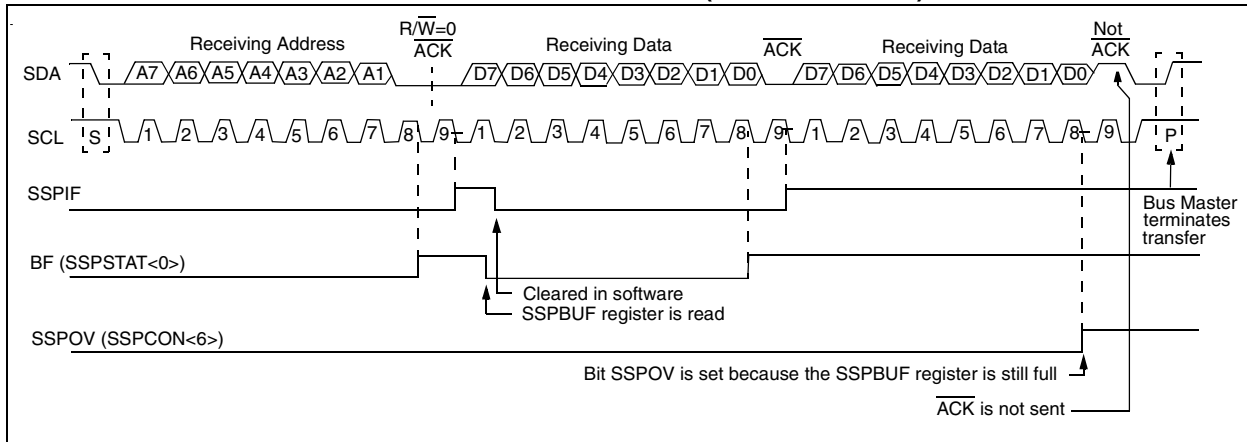 R/W=0
Not
Receiving Address
ACK
Receiving Data
ACK
Receiving Data
ACK
SDA
A7 A6 A5 A4 A3 A2 A1
D7 D6 D5 D4 D3 D2 D1 D0
D7 D6 D5 D4 D3 D2 D1 D0
SCL
S
1 2 3 4 5 6 7 8 9
1 2 3 4 5 6 7 8 9
1 2 3 4 5 6 7 8 9
P
SSPIF
Bus Master
terminates
transfer
BF (SSPSTAT<0>)
Cleared in software
SSPBUF register is read
SSPOV (SSPCON<6>)
Bit SSPOV is set because the SSPBUF register is still full
ACK is not sent